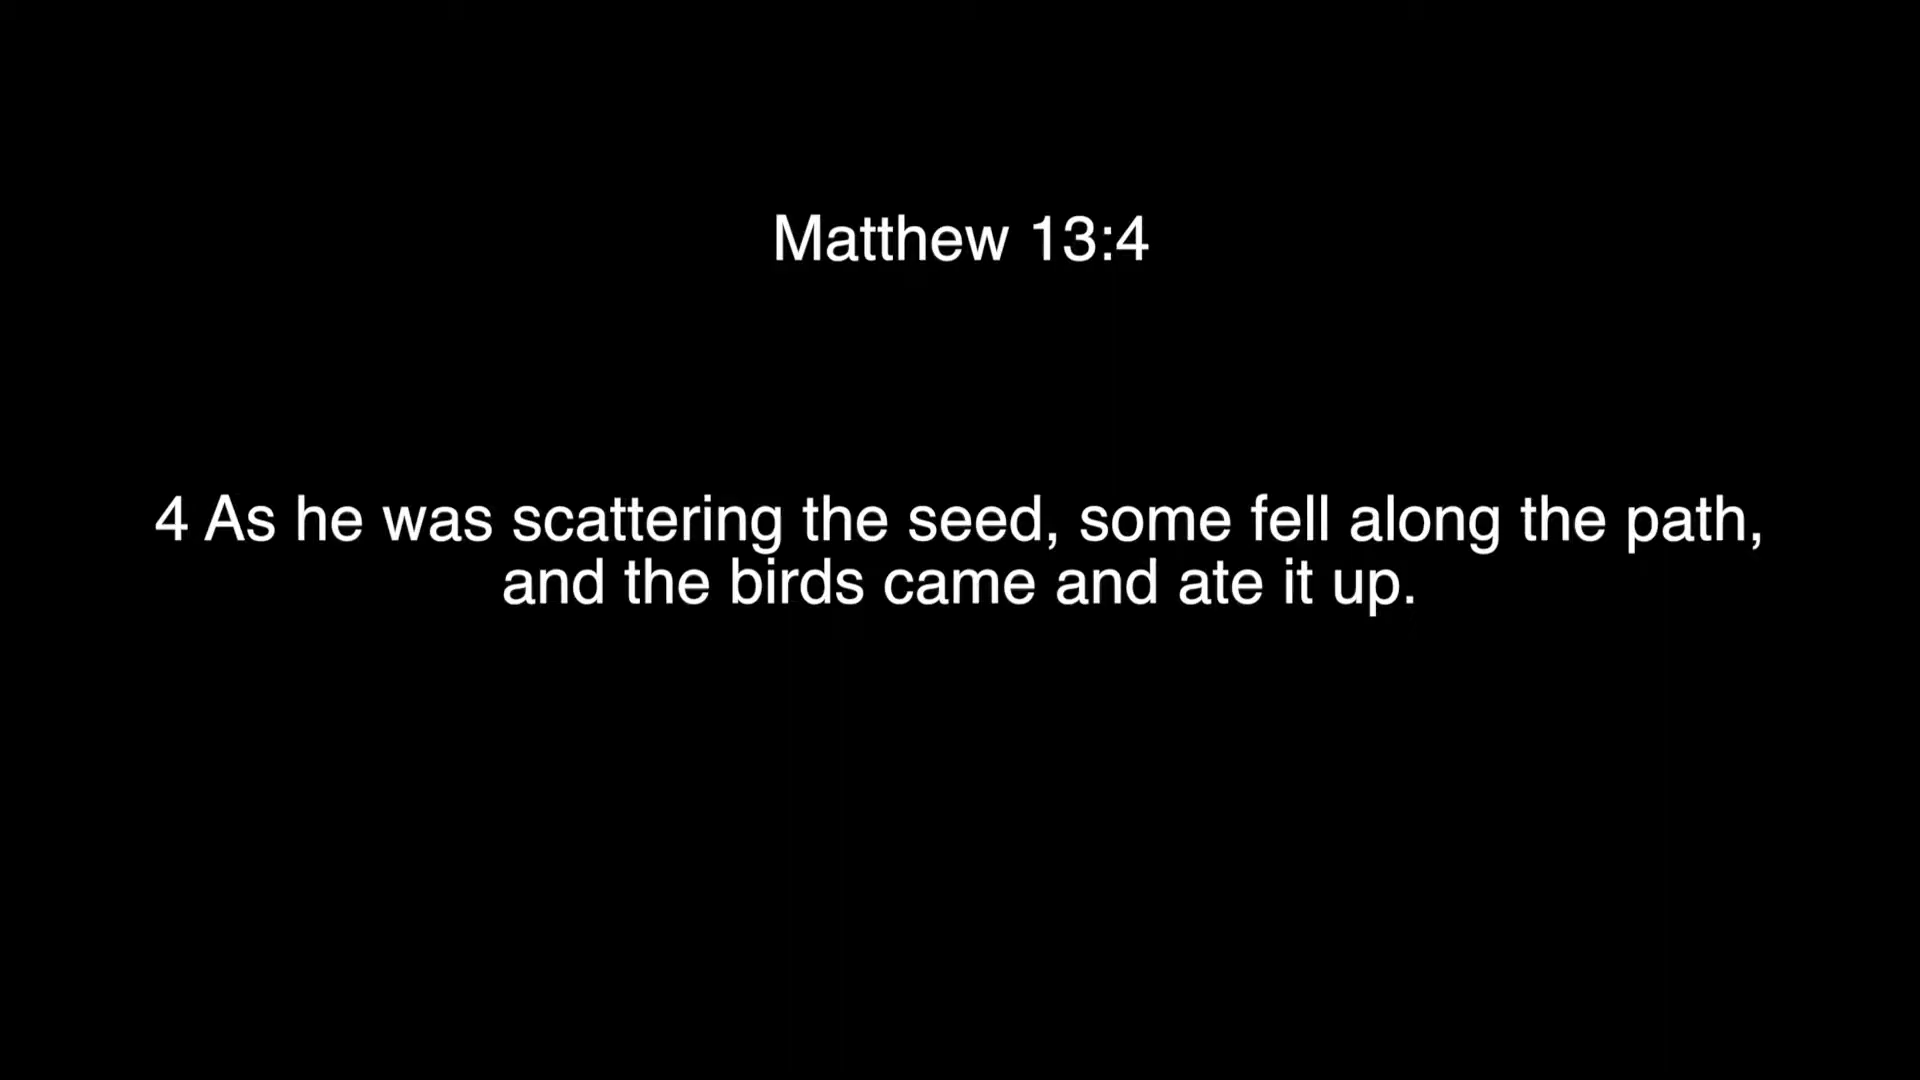 Matthew 13:4
4 As he was scattering the seed, some fell along the path,
and the birds came and ate it up.